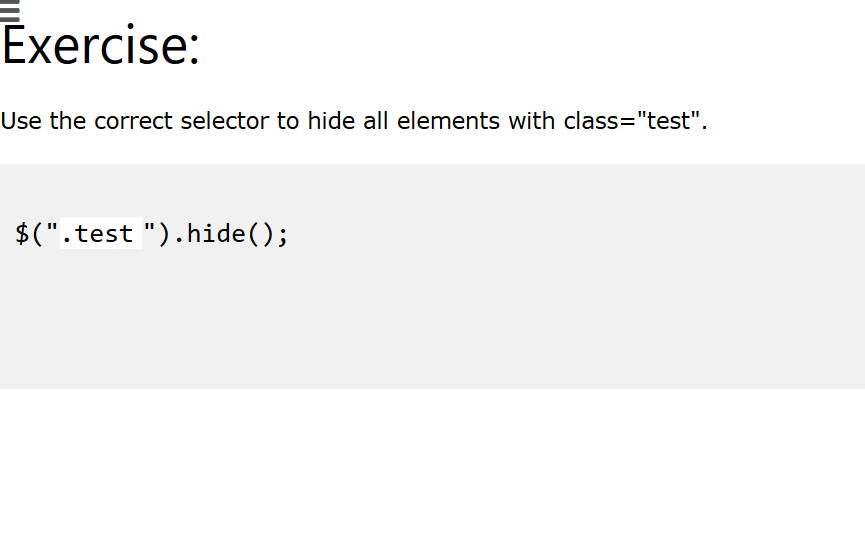 Exercise:
Use the correct selector to hide all elements with class="test".
$(".test").hide();